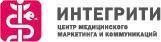 ИНТЕГРИТИ
ЦЕНТР МЕДИЦИНСКОГО
МАРКЕТИНГА И КОММУНИКАЦИЙ